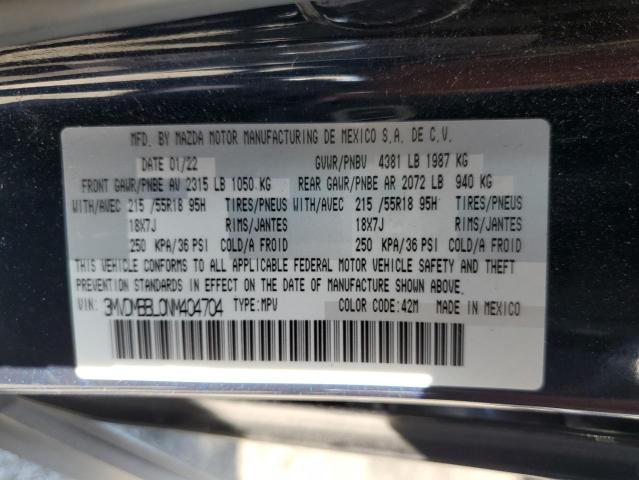 MFD. BY MAZDA MOTOR MANUFACTURING DE MEXICO S.A. DE C.V.
DATE 01/22 GVWR/PNBV 4381 LB 1987 KG
FRONT GAWR/PNBE AV 2315 LB 1050 KG REAR GAWR/PNBE AR 2072 LB 940 KG
WITH/AVEC 215 /55R18 95H TIRES/PNEUS WITH/AVEC 215 /55R18 95H TIRES/PNEUS
18X7J RIMS/JANTES 18X7J RIMS/JANTES
250 KPA/36 PSI COLD/A FROID 250 KPA/36 PSI COLD/A FROID
THIS VEHICLE CONFORMS TO ALL APPLICABLE FEDERAL MOTOR VEHICLE SAFETY AND THEFT
PREVENTION STANDARDS IN EFFECT ON THE DATE OF MANUFACTURE SHOWN ABOVE.
VIN: 3MVDMBBL0NM404704 TYPE:MPV COLOR CODE:42M MADE IN MEXICO